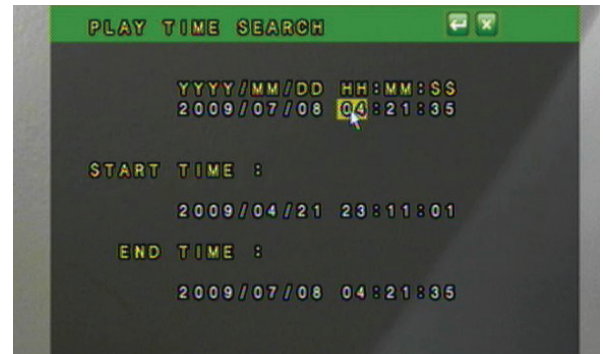 PLAY TIME SEARCH
YYYY/MM/DD HH:MM:SS
2009/07/08 04:21:35
START TIME :
2009/04/21 23:11:01
END TIME :
2009/07/08 04:21:35